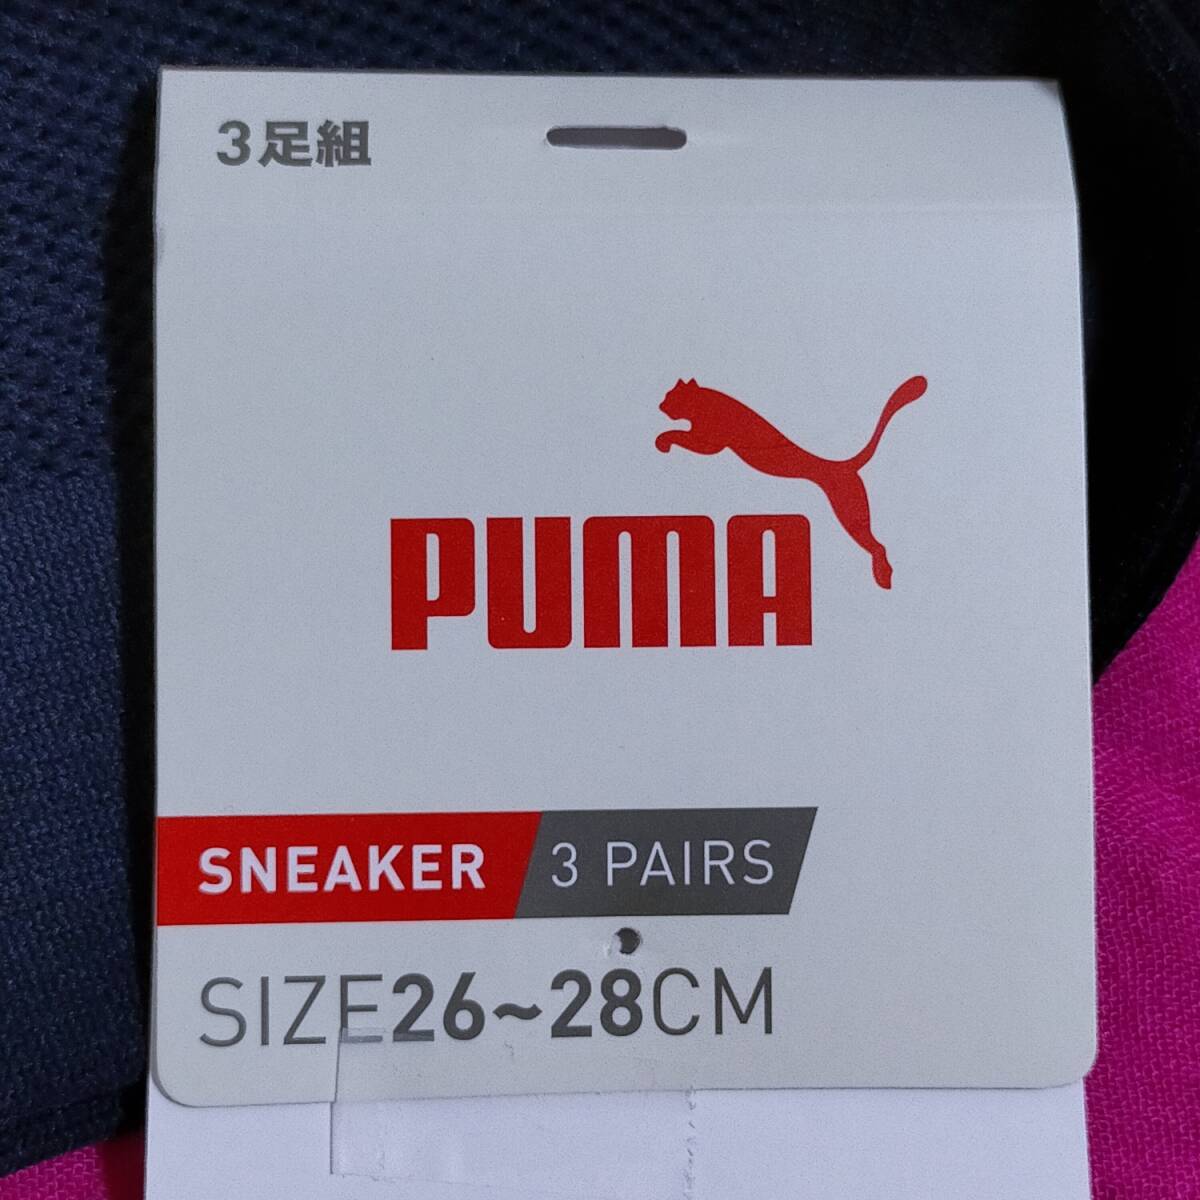 3足組
PUMA
SNEAKER 3 PAIRS
SIZE26~28CM